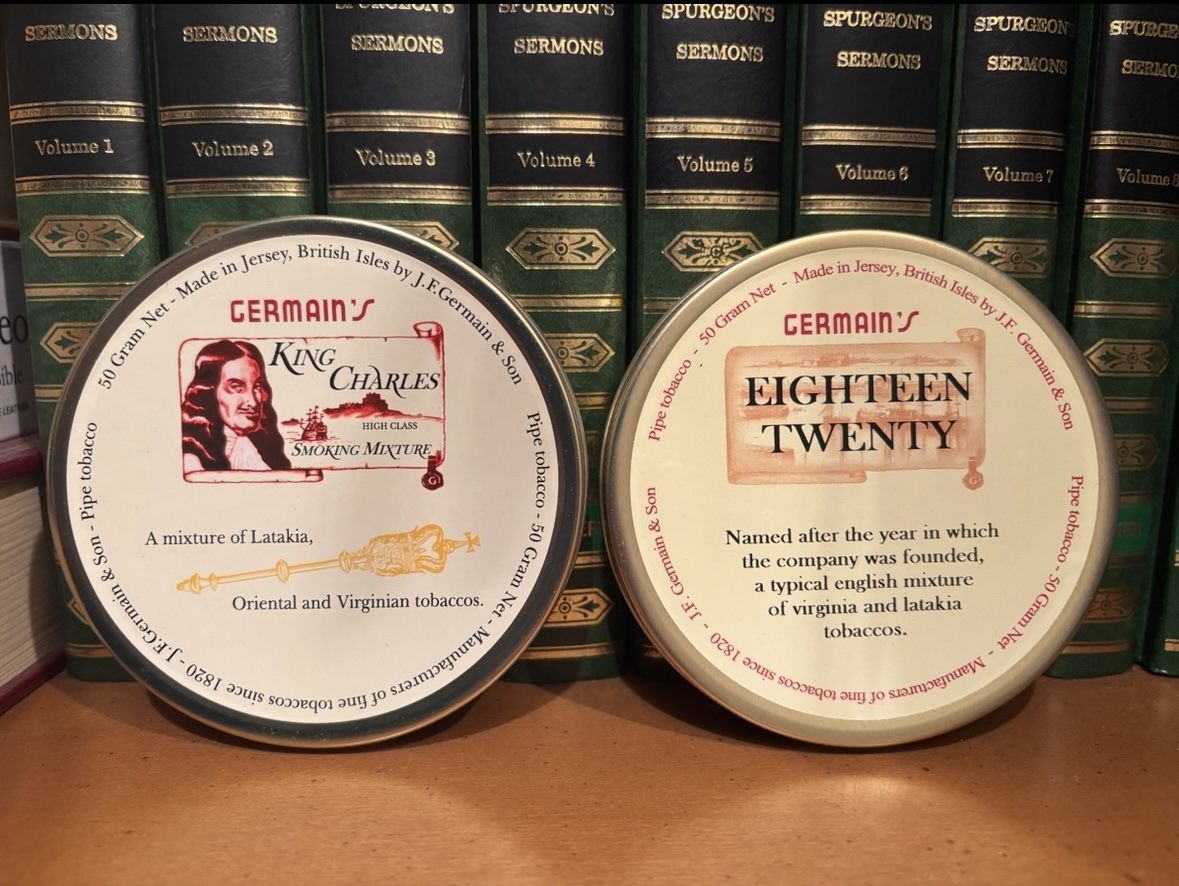 SERMONS
SERMONS
SPURGEON'S
SERMONS
SPURGEON'S
SERMONS
SPURGEON'S
SERMONS
SPURGEON'S
SERMONS
SPURGEON'S
SERMONS
Volume 1
Volume 2
Volume 3
Volume 4
Volume 5
Volume 6
Volume 7
Volume 8
50 Gram Net - Made in Jersey, British Isles by J.F.Germain & Son
Pipe tobacco - 50 Gram Net - Manufacturers of fine tobaccos since 1820 - J.F.Germain & Son - Pipe tobacco
GERMAIN'S
KING
CHARLES
HIGH CLASS
SMOKING MIXTURE
G
A mixture of Latakia,
Oriental and Virginian tobaccos.
Pipe tobacco - 50 Gram Net - Made in Jersey, British Isles by J.F. Germain & Son
Pipe tobacco - 50 Gram Net - Manufacturers of fine tobaccos since 1820 - J.F. Germain & Son
GERMAIN'S
EIGHTEEN
TWENTY
G
Named after the year in which
the company was founded,
a typical english mixture
of virginia and latakia
tobaccos.